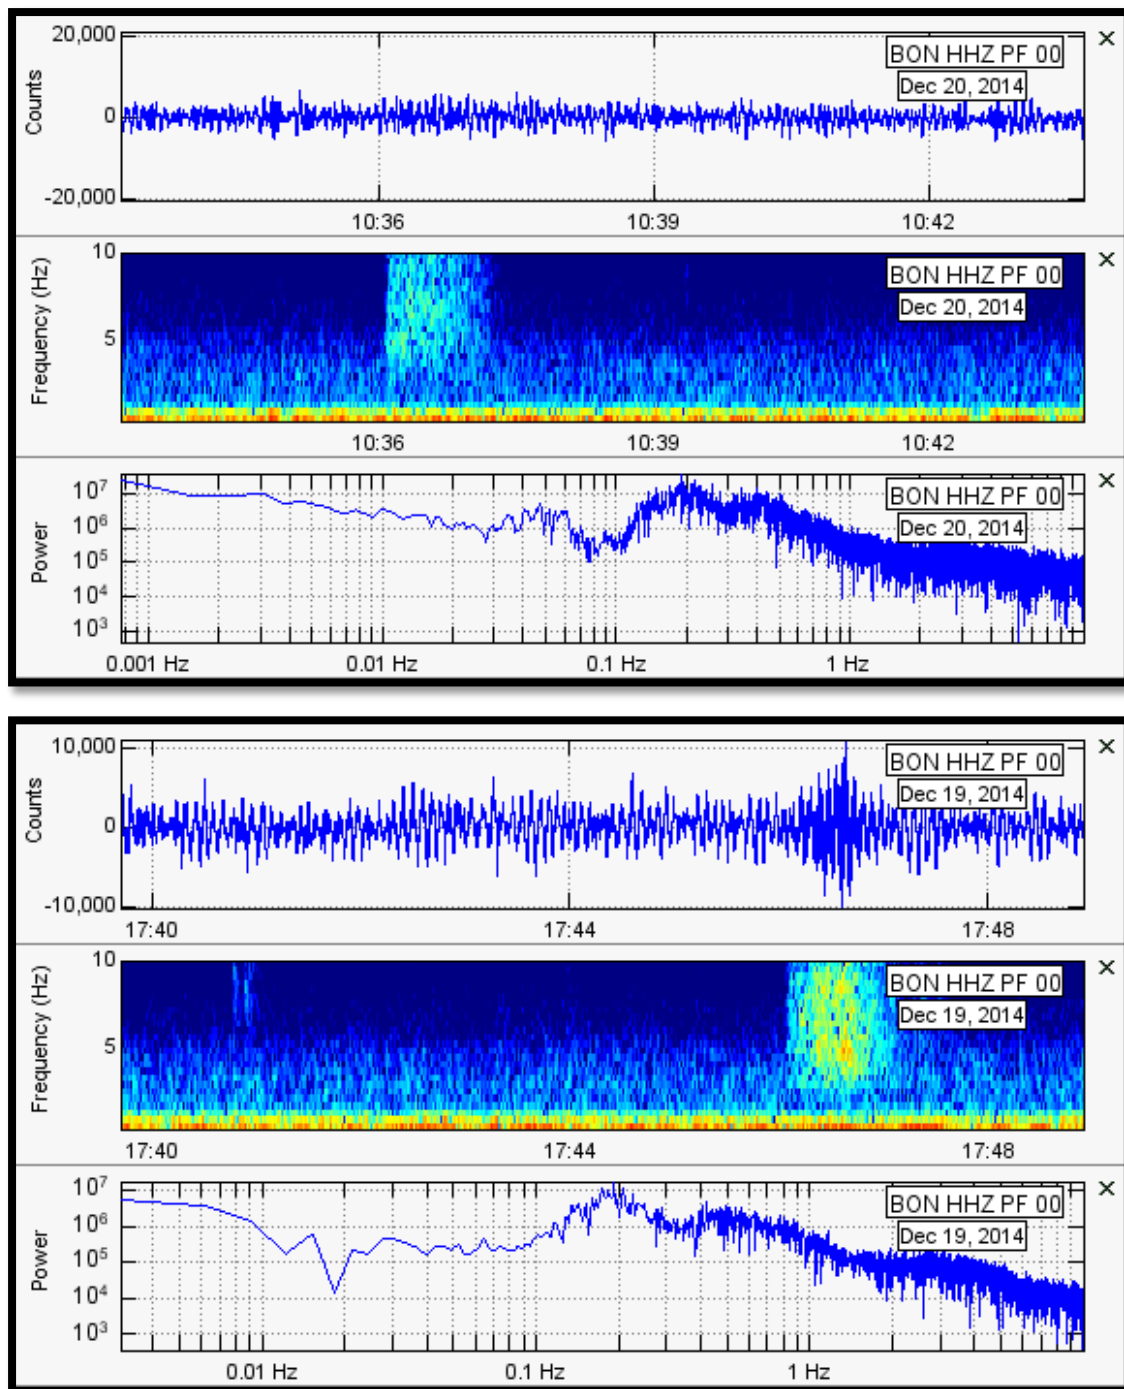 20,000
Counts
0
-20,000
BON HHZ PF 00
Dec 20, 2014
10:36 10:39 10:42
10
Frequency (Hz)
5
BON HHZ PF 00
Dec 20, 2014
10:36 10:39 10:42
10⁷
10⁶
Power
10⁵
10⁴
10³
BON HHZ PF 00
Dec 20, 2014
0.001 Hz 0.01 Hz 0.1 Hz 1 Hz
10,000
Counts
0
-10,000
BON HHZ PF 00
Dec 19, 2014
17:40 17:44 17:48
10
Frequency (Hz)
5
BON HHZ PF 00
Dec 19, 2014
17:40 17:44 17:48
10⁷
10⁶
Power
10⁵
10⁴
10³
BON HHZ PF 00
Dec 19, 2014
0.01 Hz 0.1 Hz 1 Hz